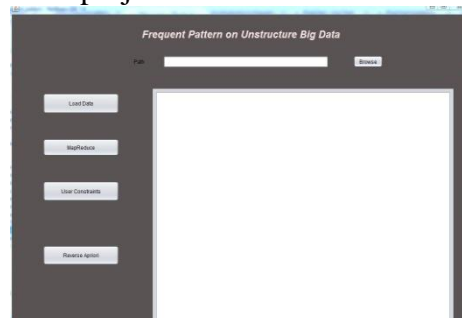 Frequent Pattern on Unstructure Big Data
Path
Browse
Load Data
MapReduce
User Constraints
Reverse Apriori